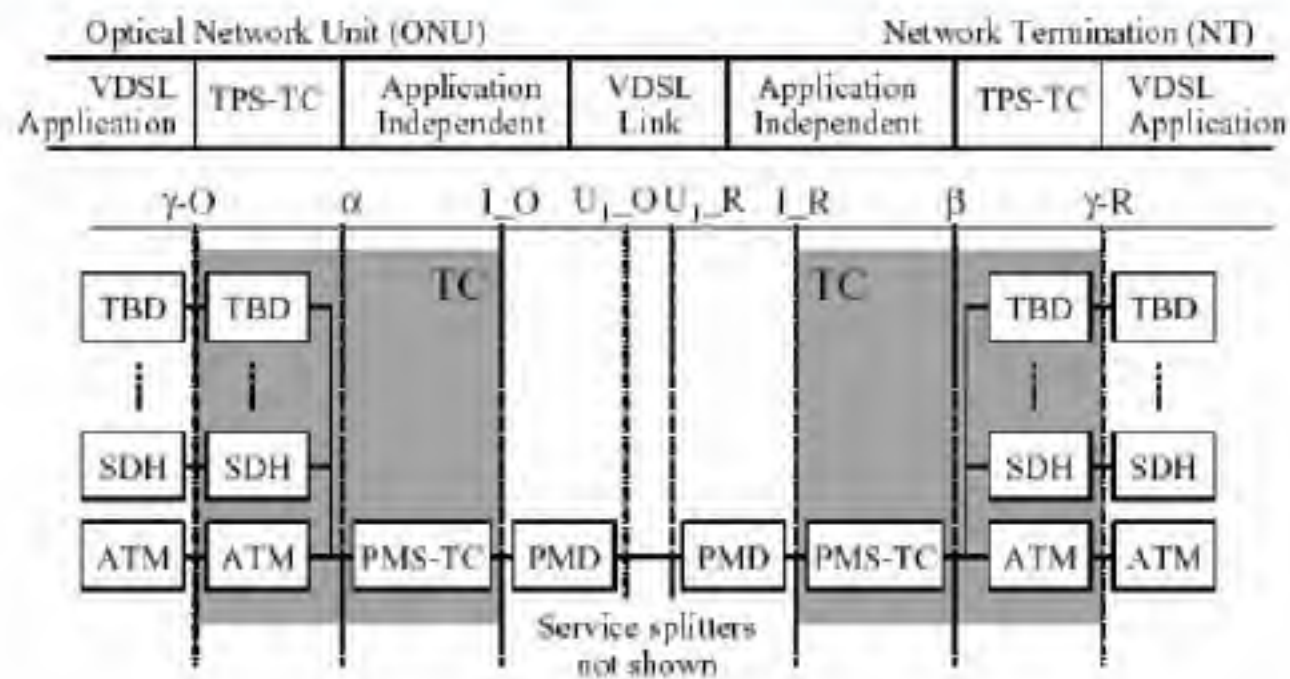 Optical Network Unit (ONU) Network Termination (NT)
VDSL Application TPS-TC Application Independent VDSL Link Application Independent TPS-TC VDSL Application
γ-O α I_O U₁_O U₁_R I_R β γ-R
TC TC
TBD TBD TBD TBD
SDH SDH SDH SDH
ATM ATM PMS-TC PMD PMD PMS-TC ATM ATM
Service splitters
not shown